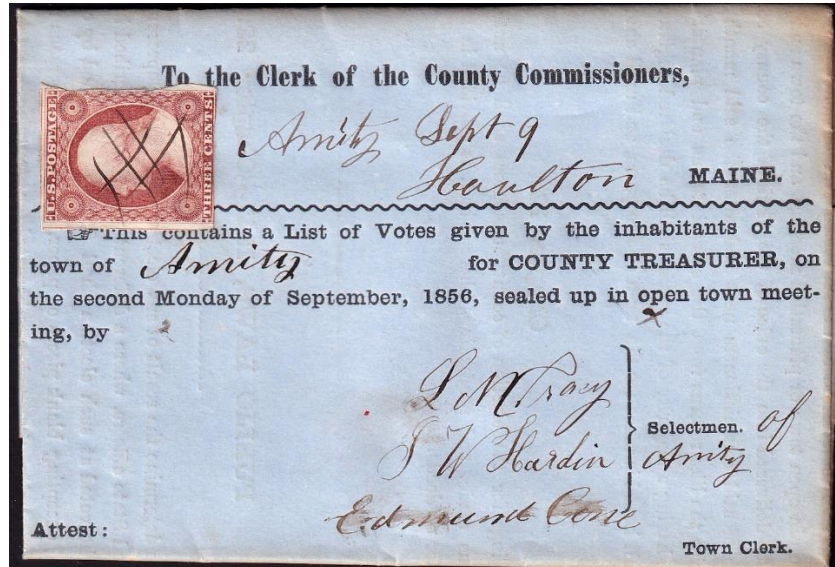 To the Clerk of the County Commissioners,
U.S. POSTAGE
THREE CENTS
Amity Sept 9
Houlton MAINE.
☞This contains a List of Votes given by the inhabitants of the
town of Amity for COUNTY TREASURER, on
the second Monday of September, 1856, sealed up in open town meet-
ing, by
L N Tracy
J W Hardin
Selectmen. of
Amity
Edmund Cone
Attest:
Town Clerk.